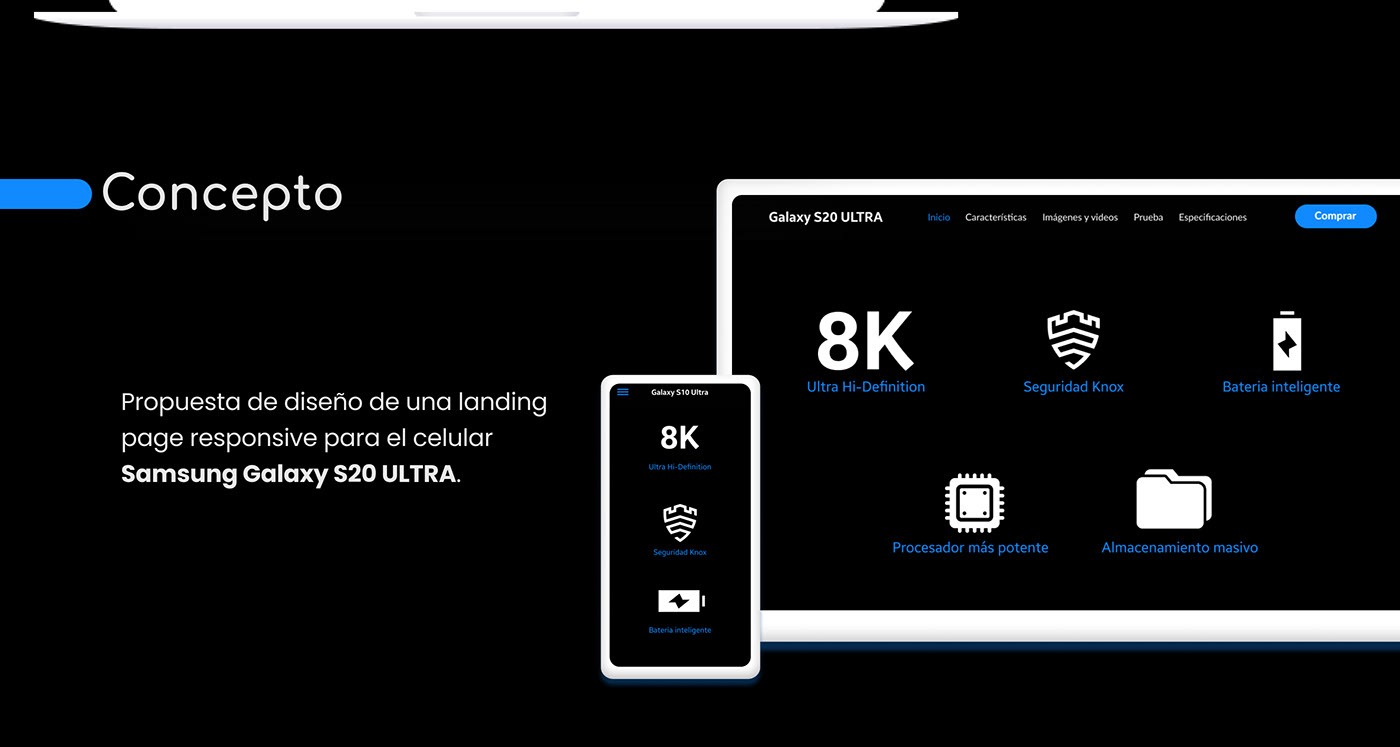 Concepto
Propuesta de diseño de una landing
page responsive para el celular
Samsung Galaxy S20 ULTRA.
Galaxy S10 Ultra
8K
Ultra Hi-Definition
Seguridad Knox
Batería inteligente
Galaxy S20 ULTRA Inicio Características Imágenes y videos Prueba Especificaciones Comprar
8K
Ultra Hi-Definition Seguridad Knox Batería inteligente
Procesador más potente Almacenamiento masivo